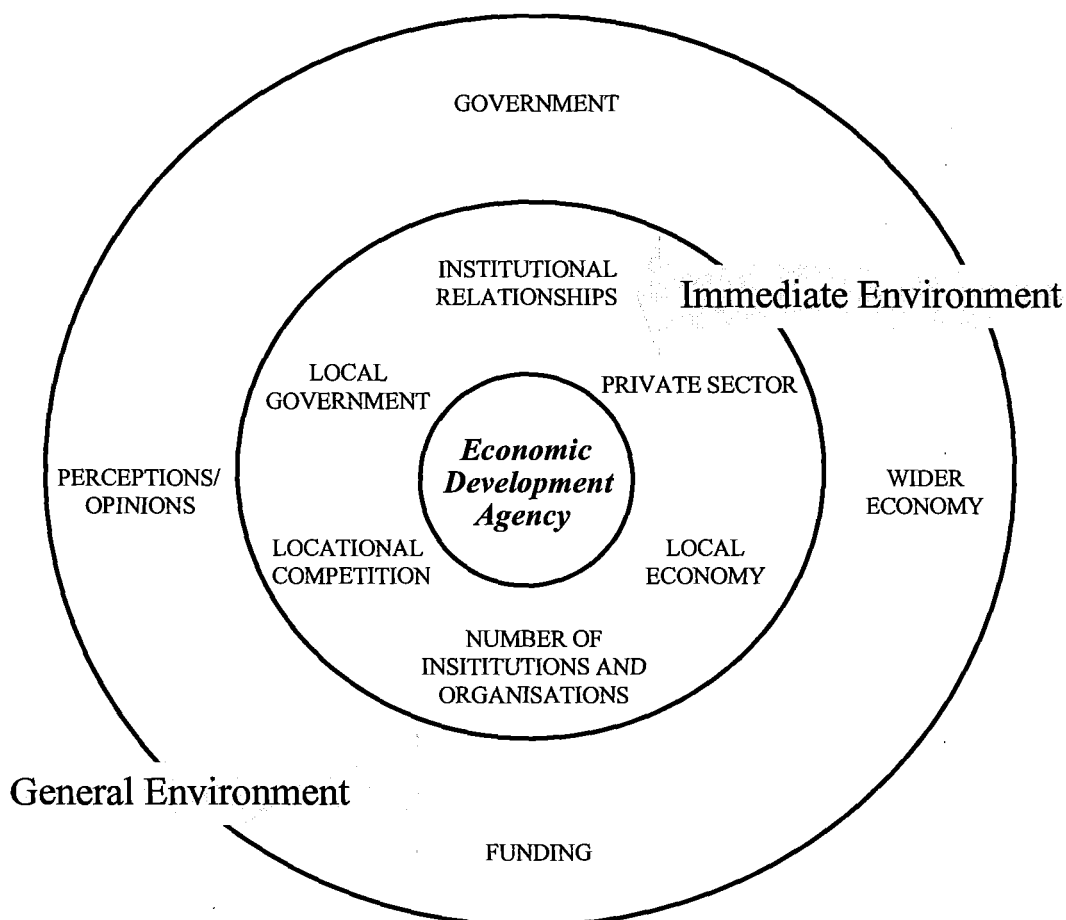 GOVERNMENT
INSTITUTIONAL
RELATIONSHIPS
Immediate Environment
LOCAL
GOVERNMENT
PRIVATE SECTOR
Economic
Development
Agency
PERCEPTIONS/
OPINIONS
WIDER
ECONOMY
LOCATIONAL
COMPETITION
LOCAL
ECONOMY
NUMBER OF
INSITITUTIONS AND
ORGANISATIONS
General Environment
FUNDING